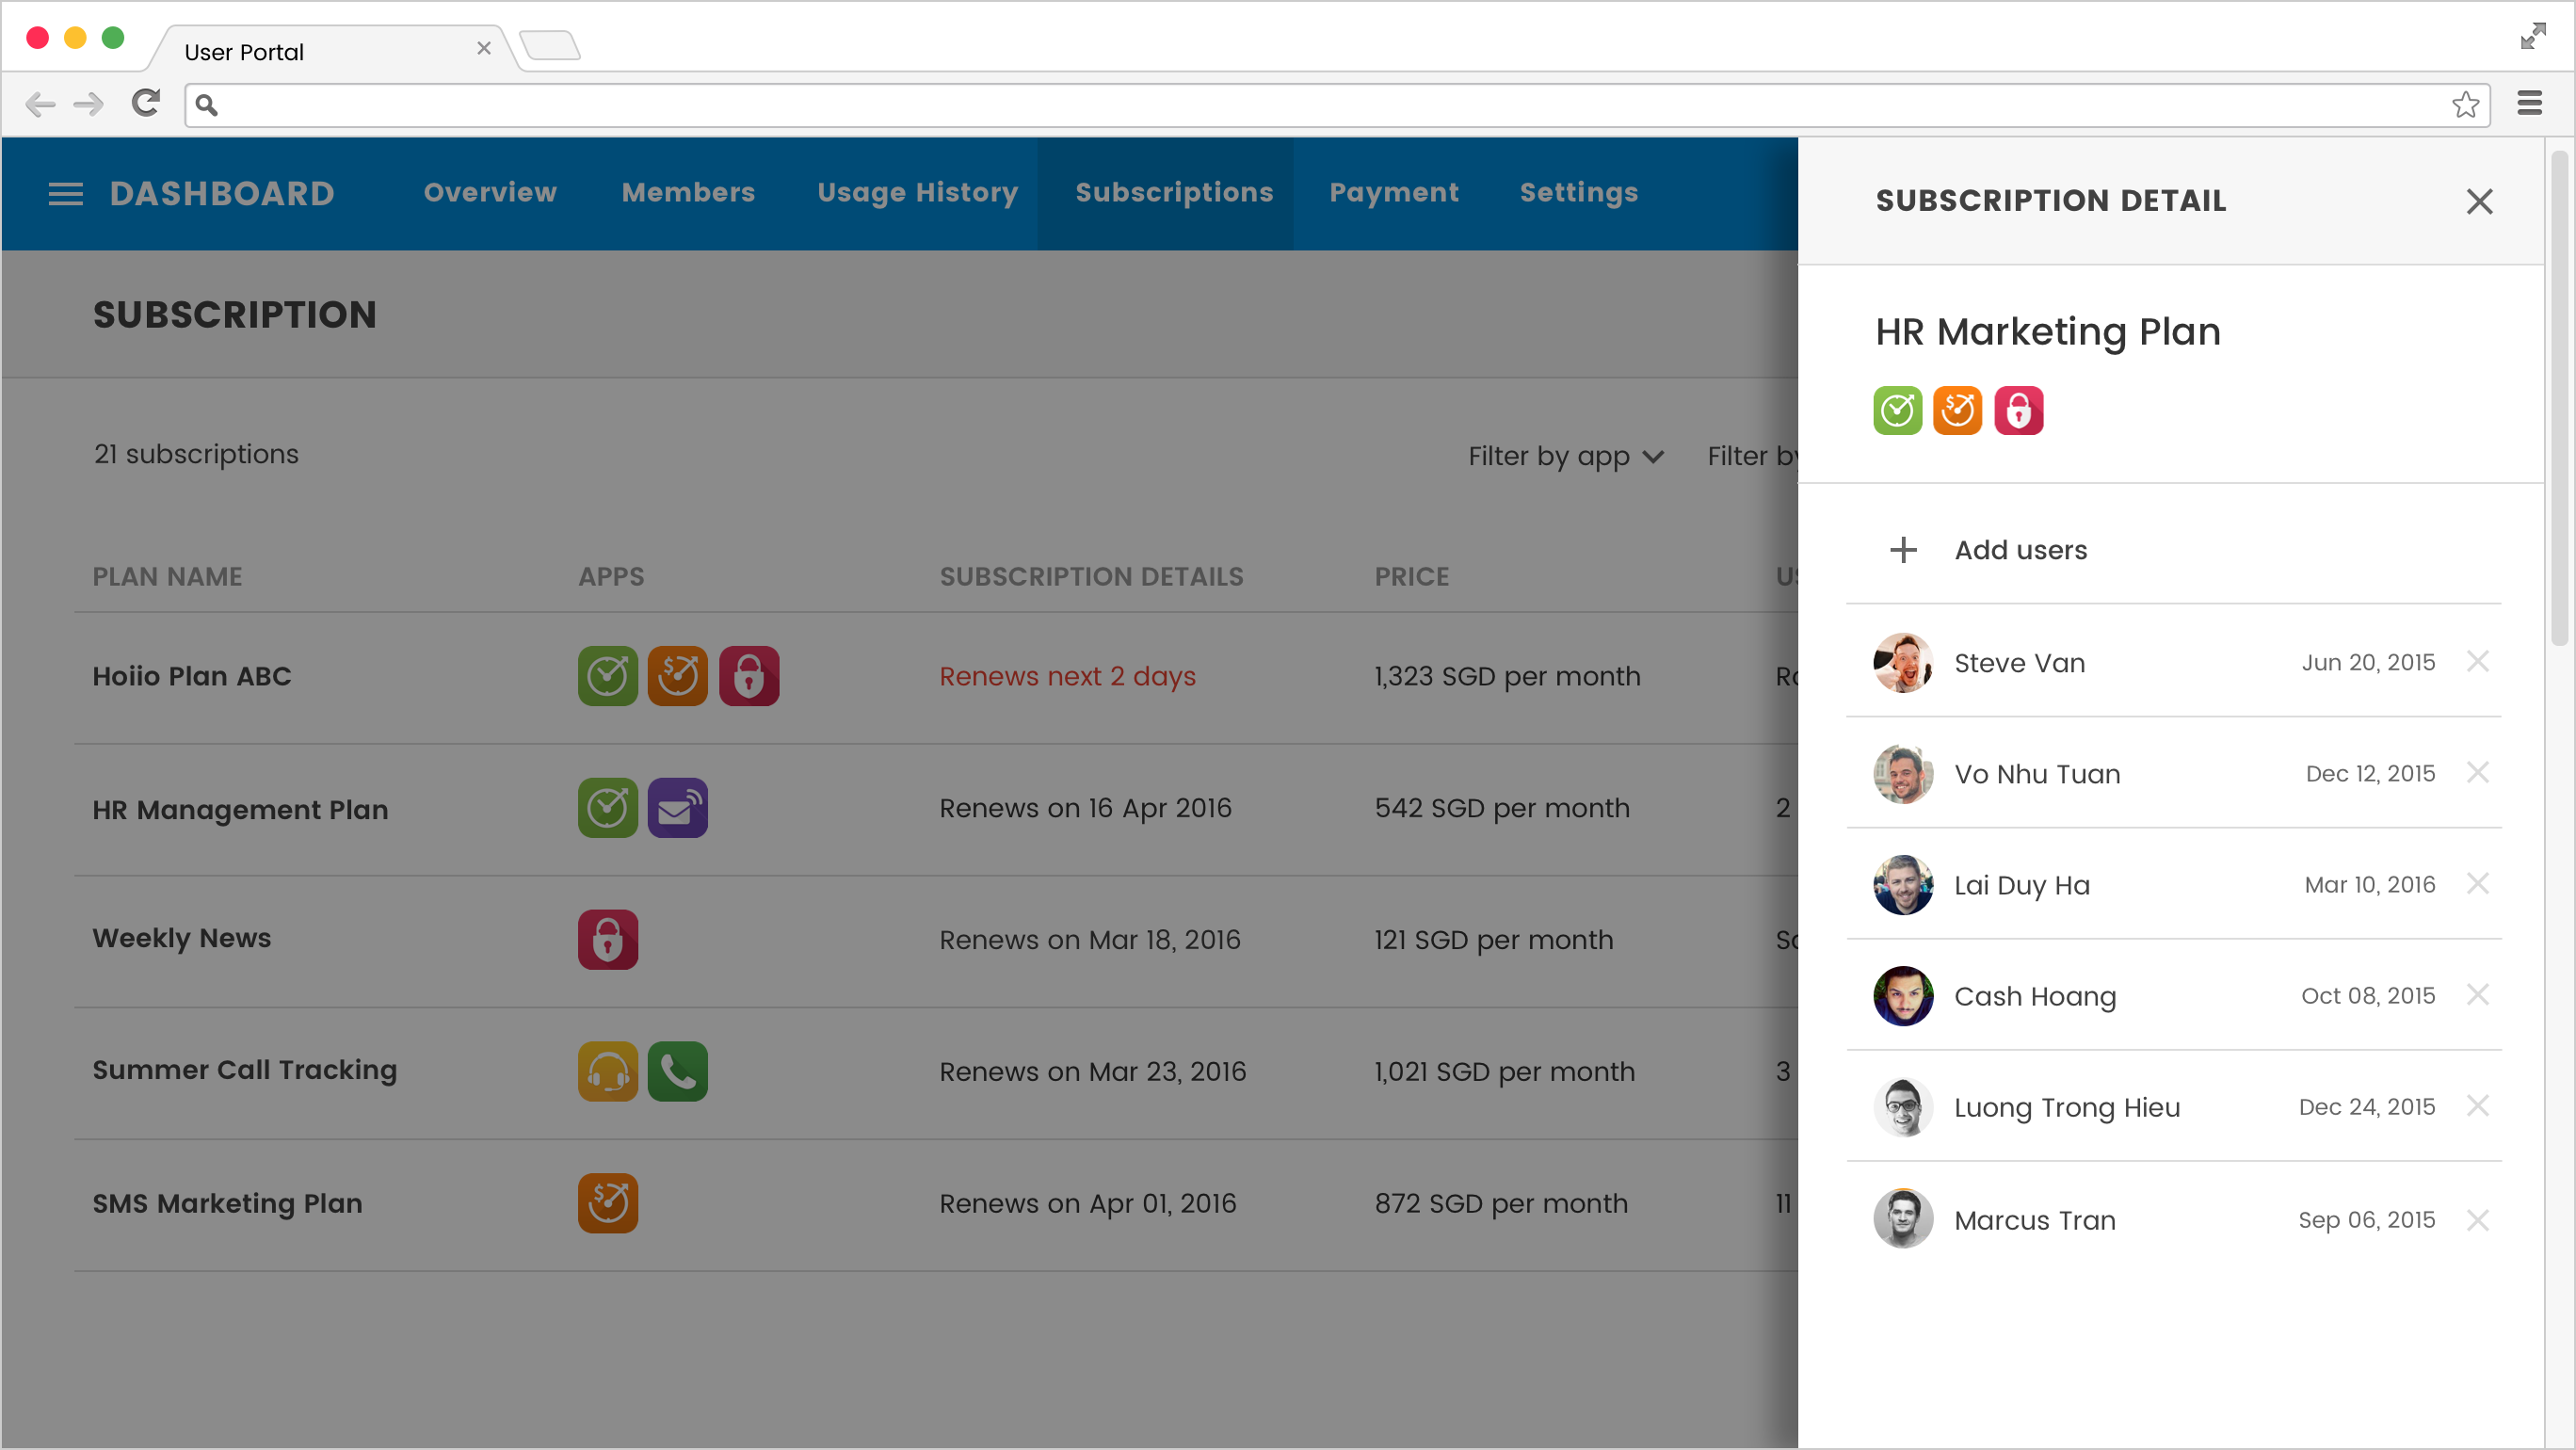 User Portal
DASHBOARD Overview Members Usage History Subscriptions Payment Settings
SUBSCRIPTION
21 subscriptions Filter by app Filter
PLAN NAME APPS SUBSCRIPTION DETAILS PRICE
Hoiio Plan ABC Renews next 2 days 1,323 SGD per month
HR Management Plan Renews on 16 Apr 2016 542 SGD per month 2
Weekly News Renews on Mar 18, 2016 121 SGD per month
Summer Call Tracking Renews on Mar 23, 2016 1,021 SGD per month 3
SMS Marketing Plan Renews on Apr 01, 2016 872 SGD per month 11
SUBSCRIPTION DETAIL
HR Marketing Plan
Add users
Steve Van Jun 20, 2015
Vo Nhu Tuan Dec 12, 2015
Lai Duy Ha Mar 10, 2016
Cash Hoang Oct 08, 2015
Luong Trong Hieu Dec 24, 2015
Marcus Tran Sep 06, 2015